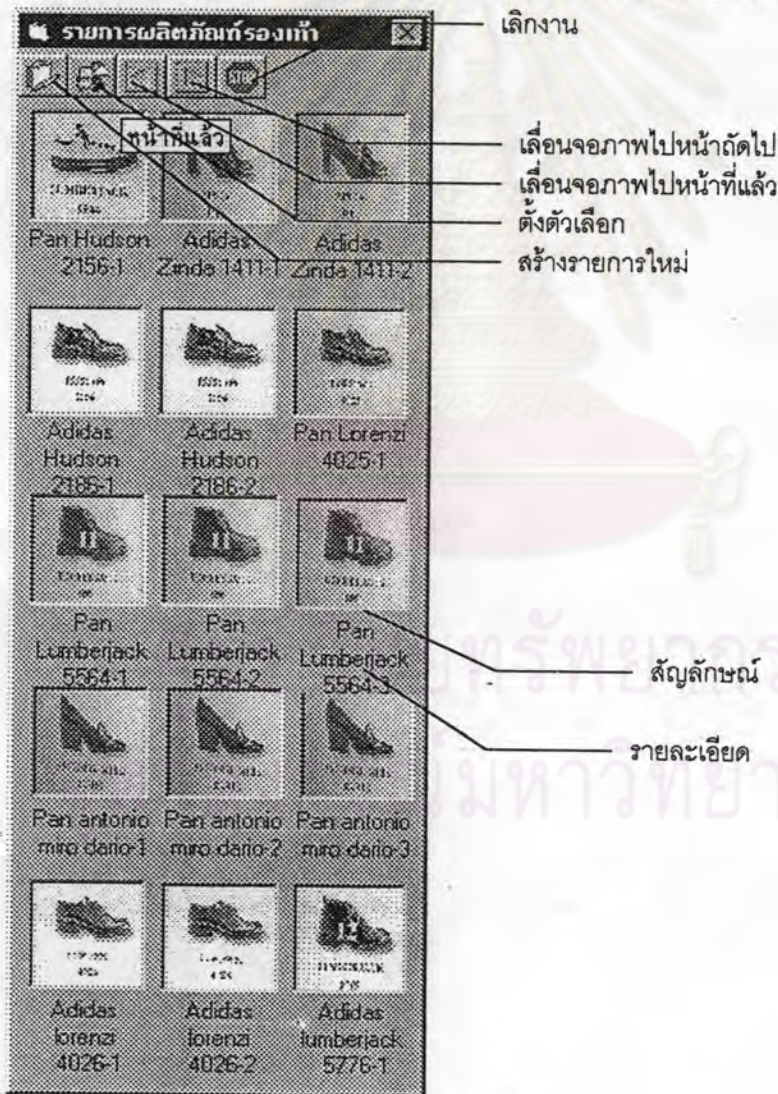 รายการผลิตภัณฑ์รองเท้า
เลิกงาน
STOP
หน้าที่แล้ว
เลื่อนจอภาพไปหน้าถัดไป
เลื่อนจอภาพไปหน้าที่แล้ว
ตั้งตัวเลือก
สร้างรายการใหม่
Pan Hudson
2156-1
Adidas
Zinda 1411-1
Adidas
Zinda 1411-2
Adidas
Hudson
2186-1
Adidas
Hudson
2186-2
Pan Lorenzi
4025-1
11
11
11
Pan
Lumberjack
5564-1
Pan
Lumberjack
5564-2
Pan
Lumberjack
5564-3
สัญลักษณ์
รายละเอียด
Pan antonio
miro dario-1
Pan antonio
miro dario-2
Pan antonio
miro dario-3
12
Adidas
lorenzi
4026-1
Adidas
lorenzi
4026-2
Adidas
lumberjack
5776-1